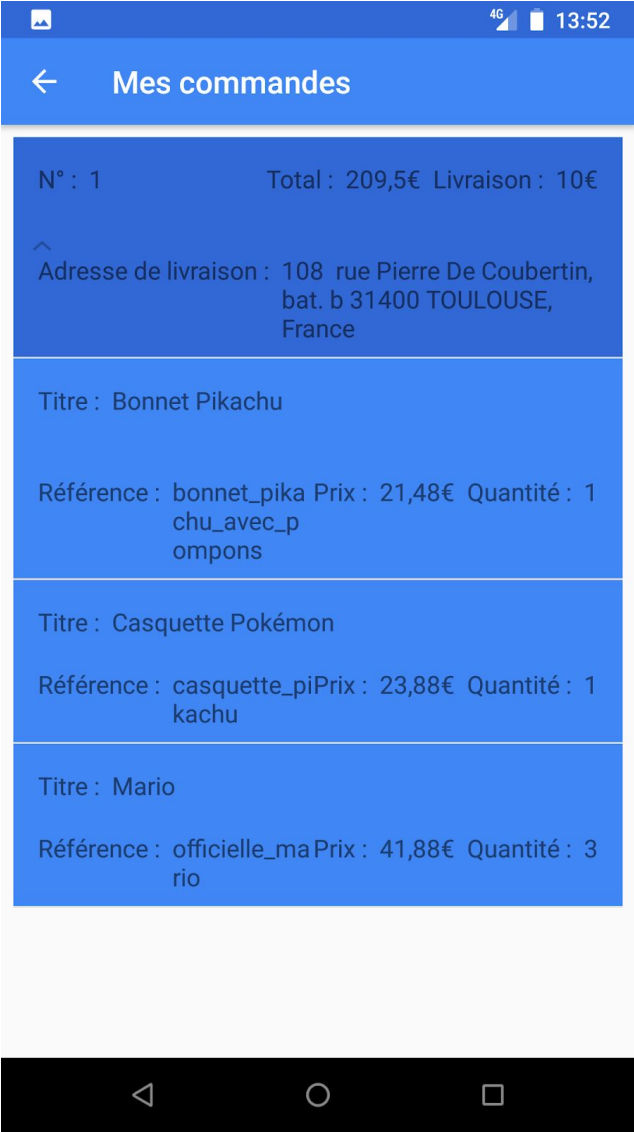 4G 13:52
Mes commandes
N° : 1 Total : 209,5€ Livraison : 10€
Adresse de livraison : 108 rue Pierre De Coubertin,
bat. b 31400 TOULOUSE,
France
Titre : Bonnet Pikachu
Référence : bonnet_pika Prix : 21,48€ Quantité : 1
chu_avec_p
ompons
Titre : Casquette Pokémon
Référence : casquette_pi Prix : 23,88€ Quantité : 1
kachu
Titre : Mario
Référence : officielle_ma Prix : 41,88€ Quantité : 3
rio